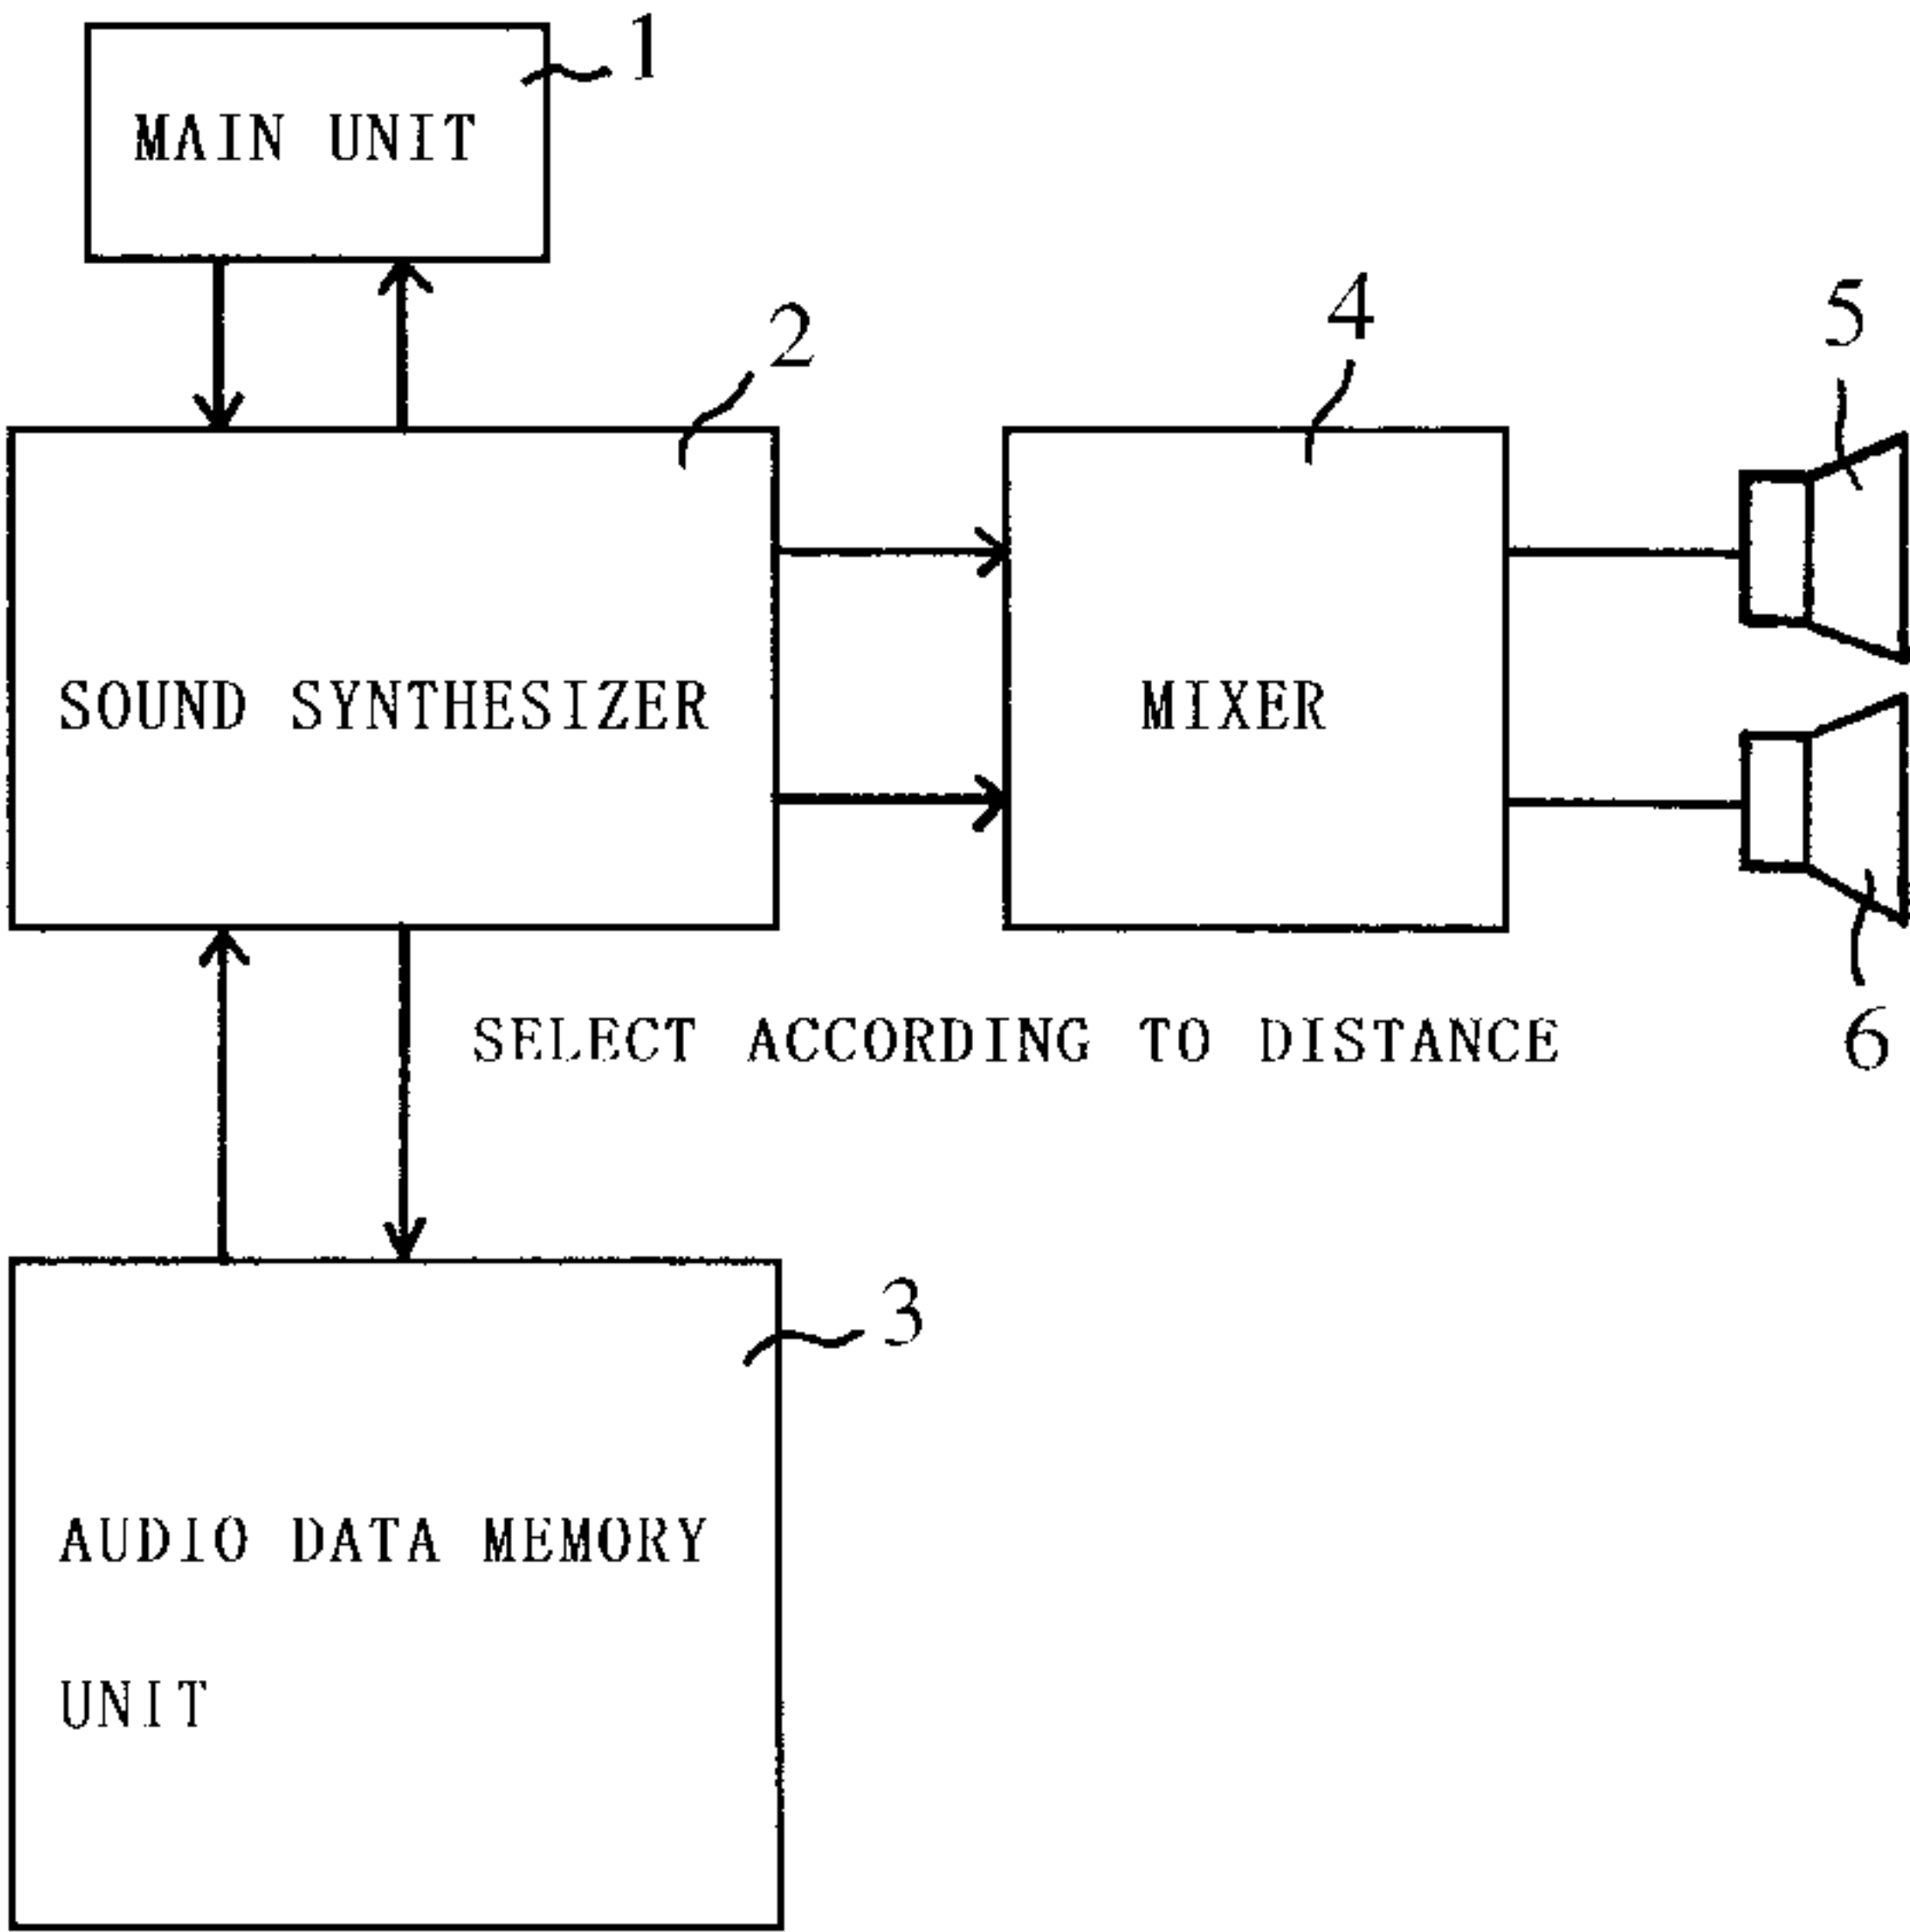 1
MAIN UNIT
2
4
5
SOUND SYNTHESIZER
MIXER
SELECT ACCORDING TO DISTANCE
6
3
AUDIO DATA MEMORY
UNIT